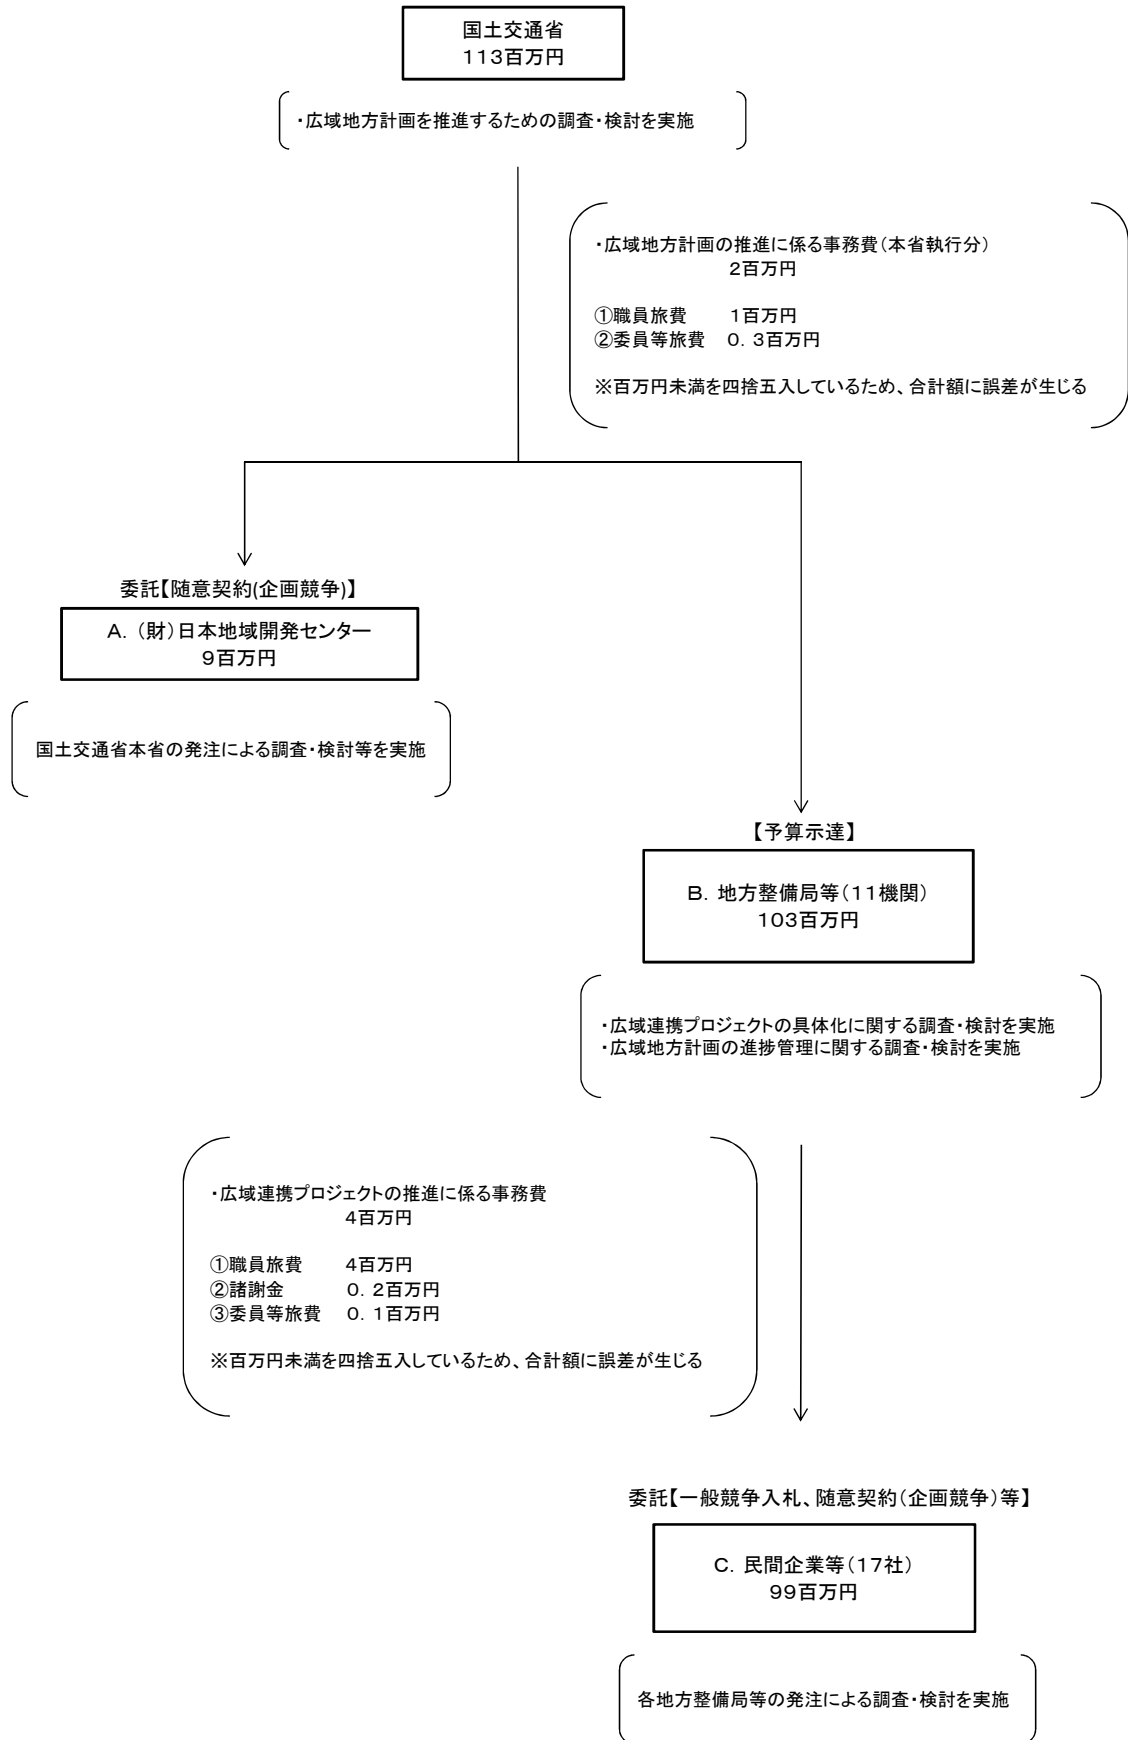 国土交通省
113百万円
・広域地方計画を推進するための調査・検討を実施
・広域地方計画の推進に係る事務費（本省執行分）
2百万円
①職員旅費　1百万円
②委員等旅費　0．3百万円
※百万円未満を四捨五入しているため、合計額に誤差が生じる
委託【随意契約(企画競争)】
A．（財）日本地域開発センター
9百万円
国土交通省本省の発注による調査・検討等を実施
【予算示達】
B．地方整備局等（11機関）
103百万円
・広域連携プロジェクトの具体化に関する調査・検討を実施
・広域地方計画の進捗管理に関する調査・検討を実施
・広域連携プロジェクトの推進に係る事務費
4百万円
①職員旅費　4百万円
②諸謝金　0．2百万円
③委員等旅費　0．1百万円
※百万円未満を四捨五入しているため、合計額に誤差が生じる
委託【一般競争入札、随意契約（企画競争）等】
C．民間企業等（17社）
99百万円
各地方整備局等の発注による調査・検討を実施